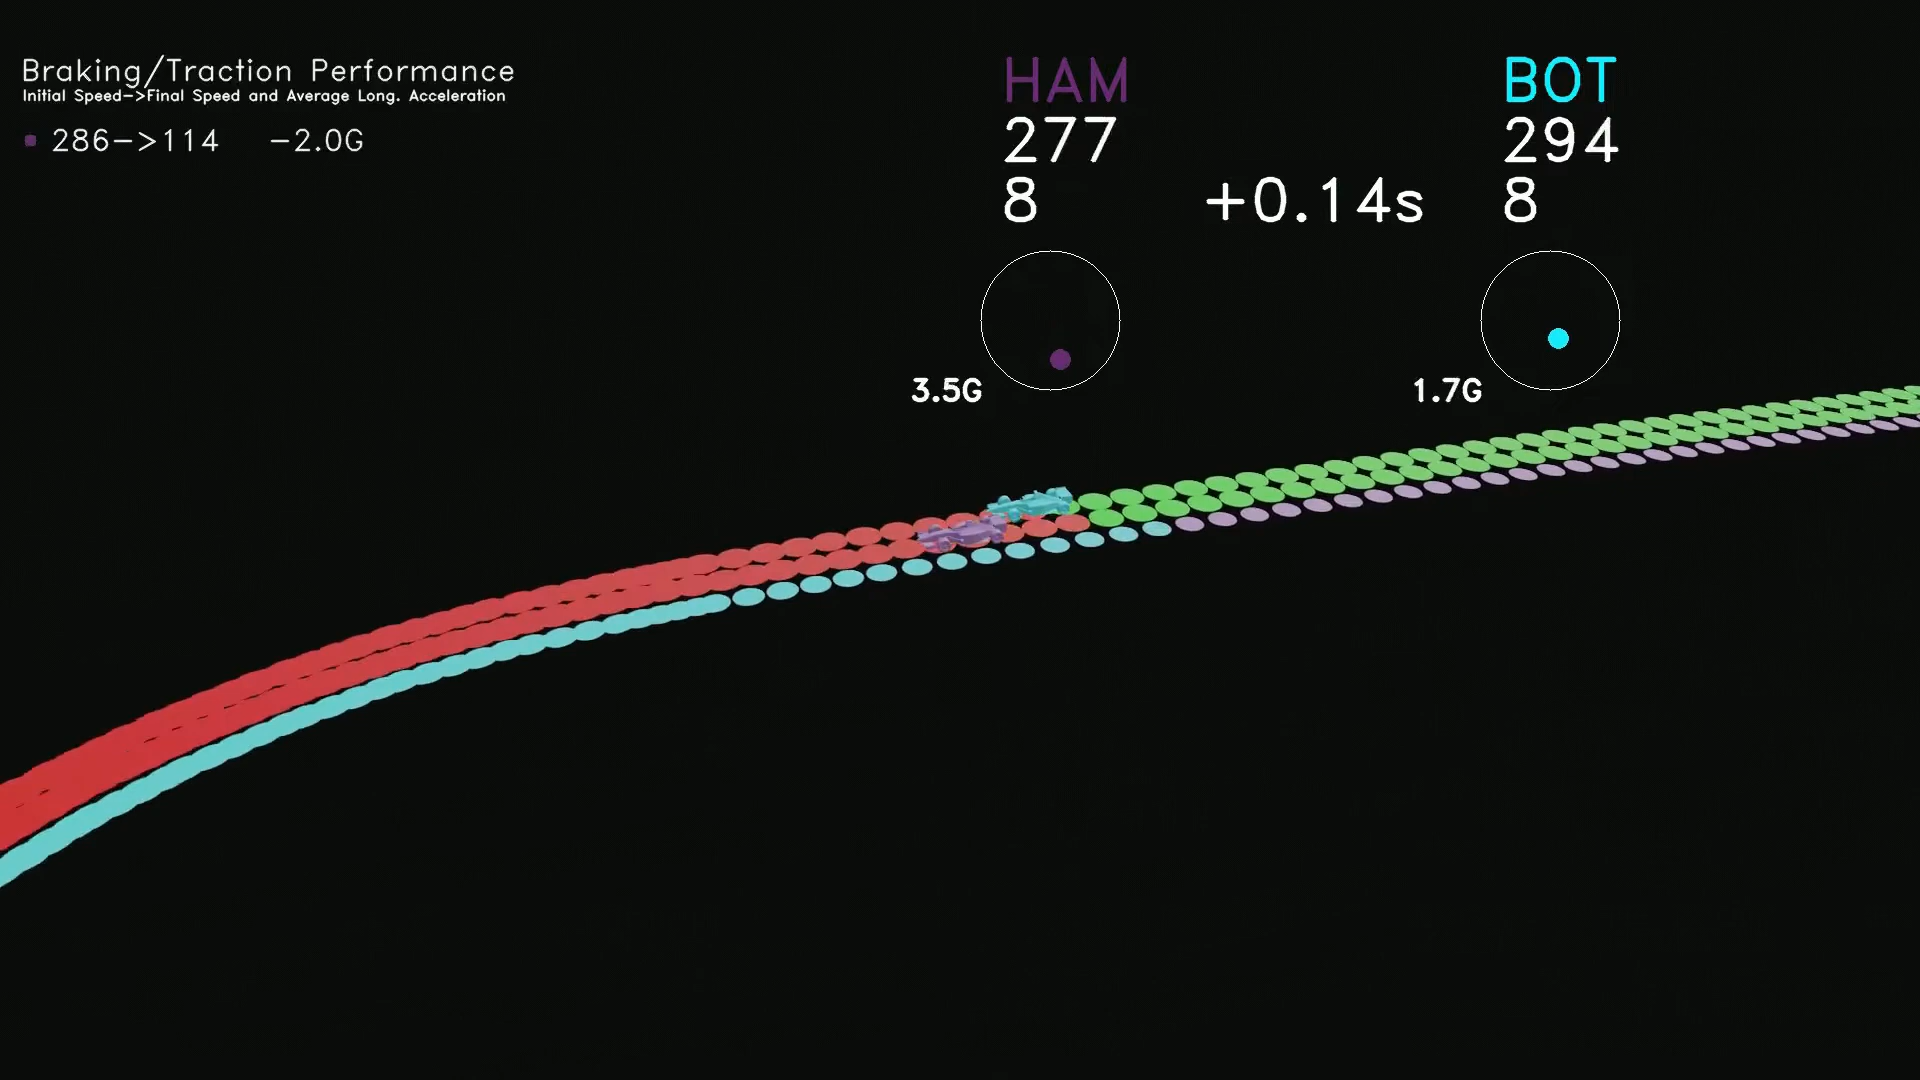 Braking/Traction Performance
Initial Speed->Final Speed and Average Long. Acceleration
286->114 -2.0G
HAM
277
8
+0.14s
3.5G
BOT
294
8
1.7G